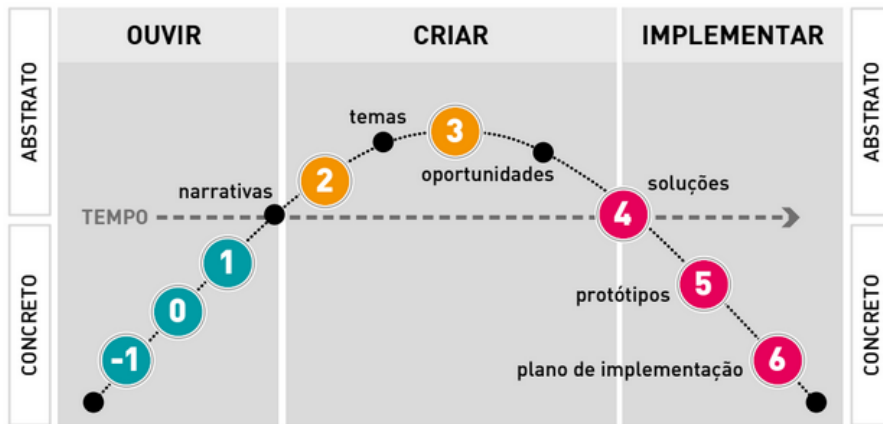 OUVIR
CRIAR
IMPLEMENTAR
ABSTRATO
ABSTRATO
temas
3
oportunidades
2
narrativas
soluções
TEMPO
4
1
0
-1
CONCRETO
CONCRETO
5
protótipos
6
plano de implementação